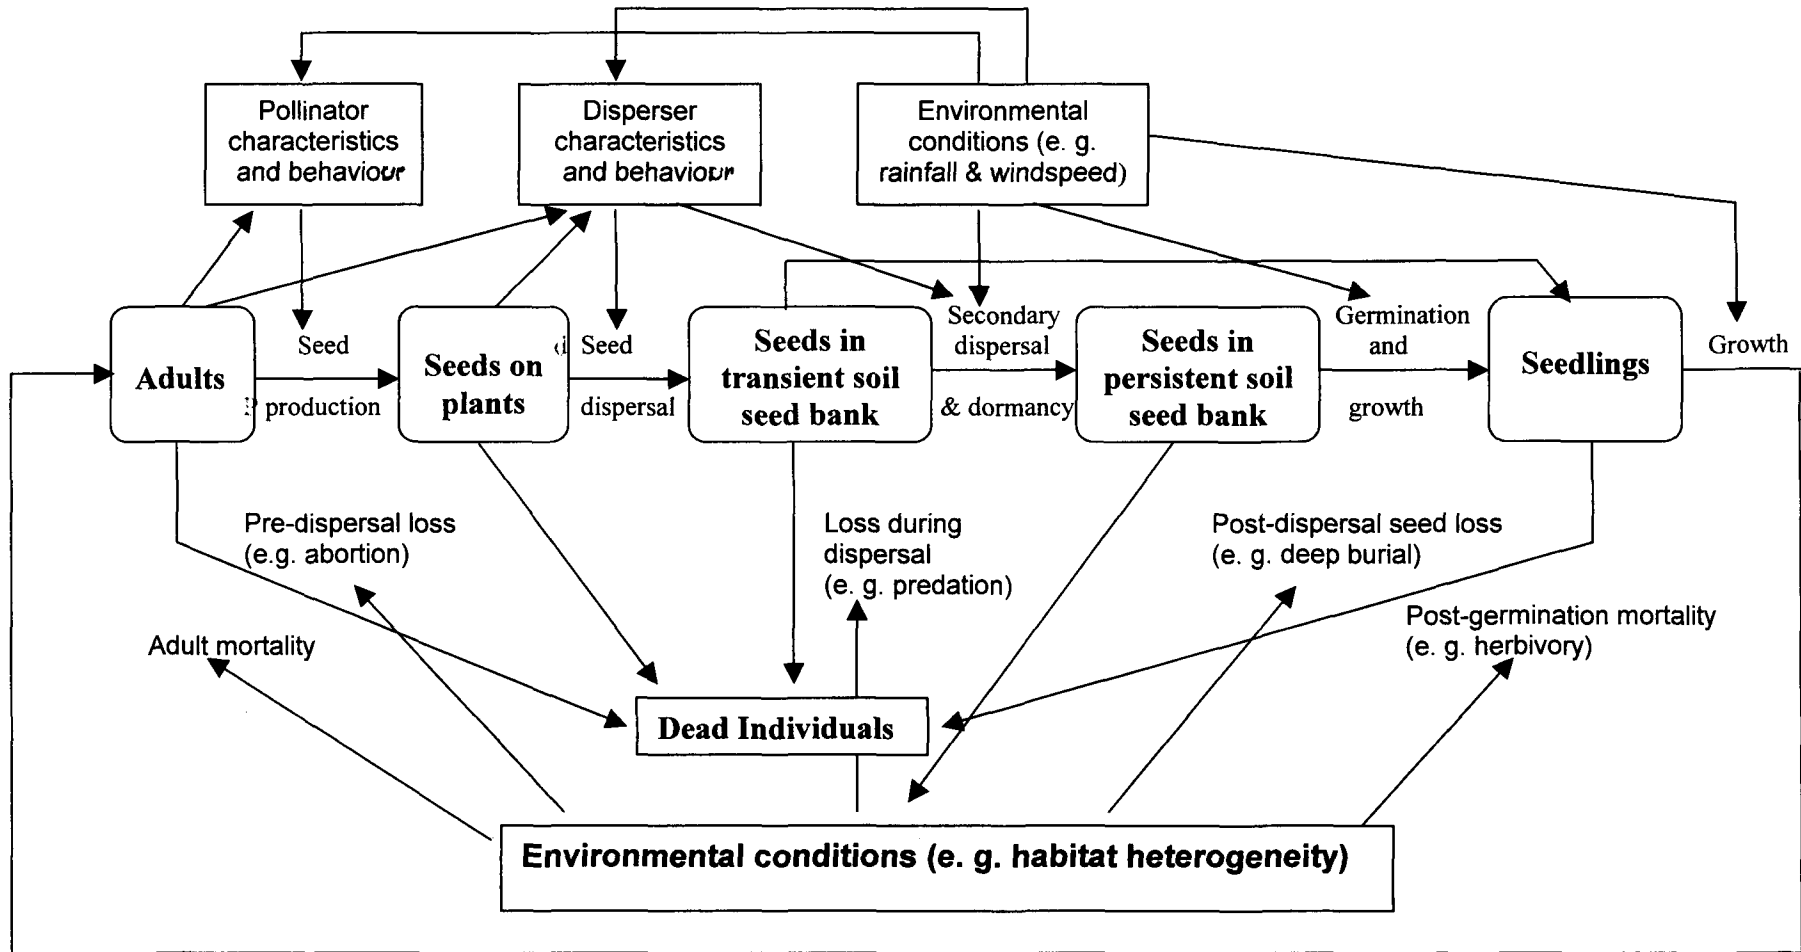 Pollinator
characteristics
and behaviour
Disperser
characteristics
and behaviour
Environmental
conditions (e. g.
rainfall & windspeed)
Adults
Seed
production
Seeds on
plants
Seed
dispersal
Seeds in
transient soil
seed bank
Secondary
dispersal
& dormancy
Seeds in
persistent soil
seed bank
Germination
and
growth
Seedlings
Growth
Pre-dispersal loss
(e.g. abortion)
Loss during
dispersal
(e. g. predation)
Post-dispersal seed loss
(e. g. deep burial)
Adult mortality
Post-germination mortality
(e. g. herbivory)
Dead Individuals
Environmental conditions (e. g. habitat heterogeneity)